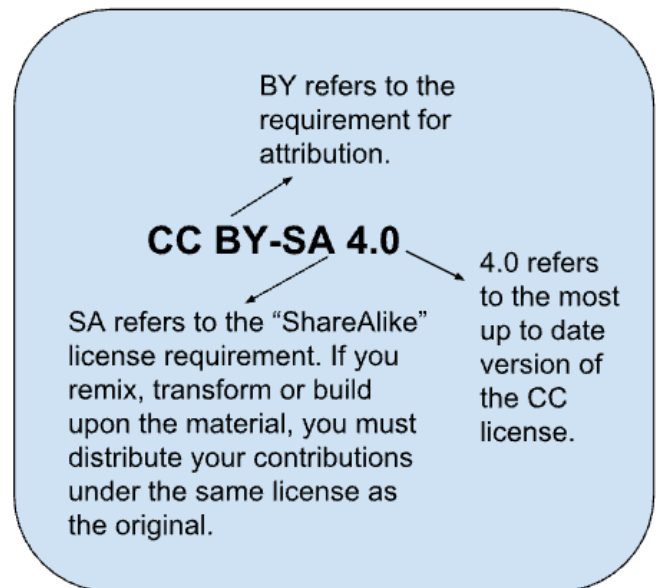 BY refers to the
requirement for
attribution.
CC BY-SA 4.0
SA refers to the “ShareAlike”
license requirement. If you
remix, transform or build
upon the material, you must
distribute your contributions
under the same license as
the original.
4.0 refers
to the most
up to date
version of
the CC
license.